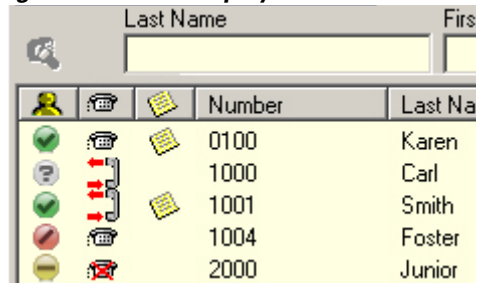 Last Name Firs
Number Last Na
0100 Karen
1000 Carl
1001 Smith
1004 Foster
2000 Junior